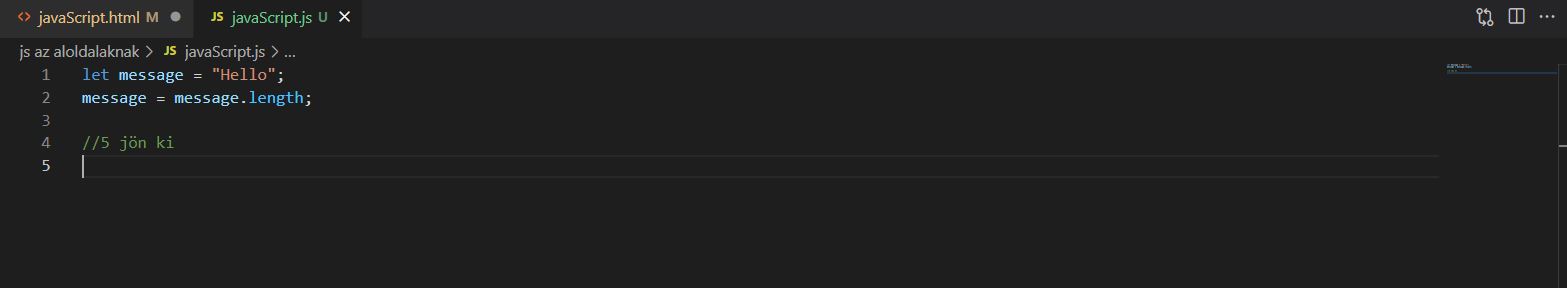 <> javaScript.html M ● JS javaScript.js U ×
js az aloldalaknak > JS javaScript.js > ...
1 let message = "Hello";
2 message = message.length;
3
4 //5 jön ki
5